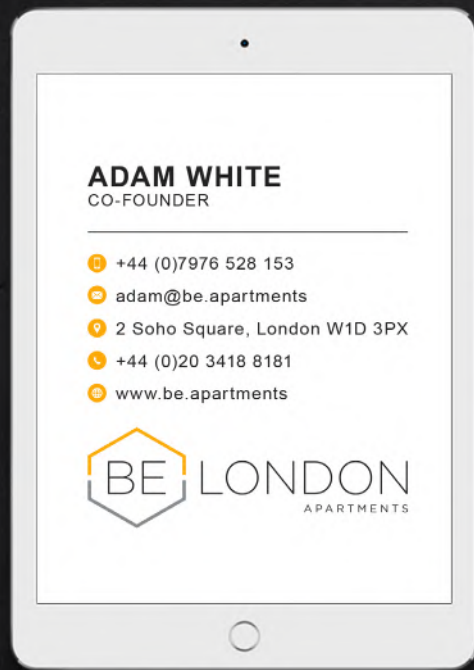 ADAM WHITE
CO-FOUNDER
+44 (0)7976 528 153
adam@be.apartments
2 Soho Square, London W1D 3PX
+44 (0)20 3418 8181
www.be.apartments
BE LONDON
APARTMENTS